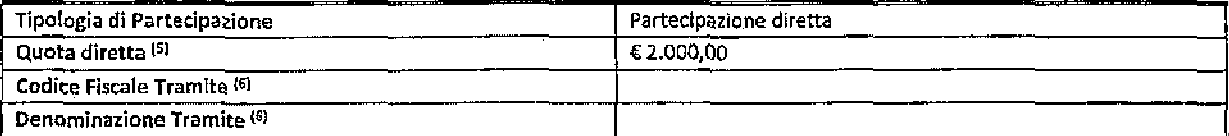 Tipologia di Partecipazione Partecipazione diretta
Quota diretta (5) € 2.000,00
Codice Fiscale Tramite (6)
Denominazione Tramite (6)